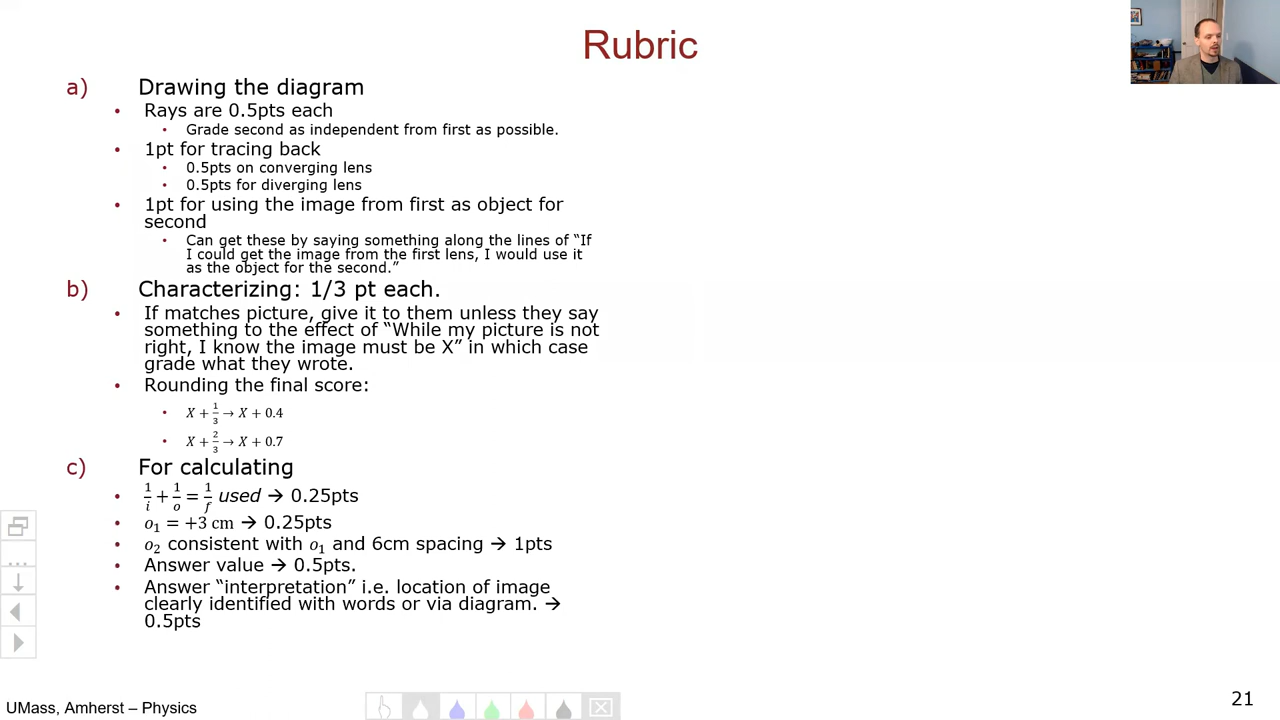 Rubric
a) Drawing the diagram
• Rays are 0.5pts each
• Grade second as independent from first as possible.
• 1pt for tracing back
• 0.5pts on converging lens
• 0.5pts for diverging lens
• 1pt for using the image from first as object for
second
• Can get these by saying something along the lines of “If
I could get the image from the first lens, I would use it
as the object for the second.”
b) Characterizing: 1/3 pt each.
• If matches picture, give it to them unless they say
something to the effect of “While my picture is not
right, I know the image must be X” in which case
grade what they wrote.
• Rounding the final score:
• X + 1/3 → X + 0.4
• X + 2/3 → X + 0.7
c) For calculating
• 1/i + 1/o = 1/f used → 0.25pts
• o₁ = +3 cm → 0.25pts
• o₂ consistent with o₁ and 6cm spacing → 1pts
• Answer value → 0.5pts.
• Answer “interpretation” i.e. location of image
clearly identified with words or via diagram. →
0.5pts
UMass, Amherst – Physics
21